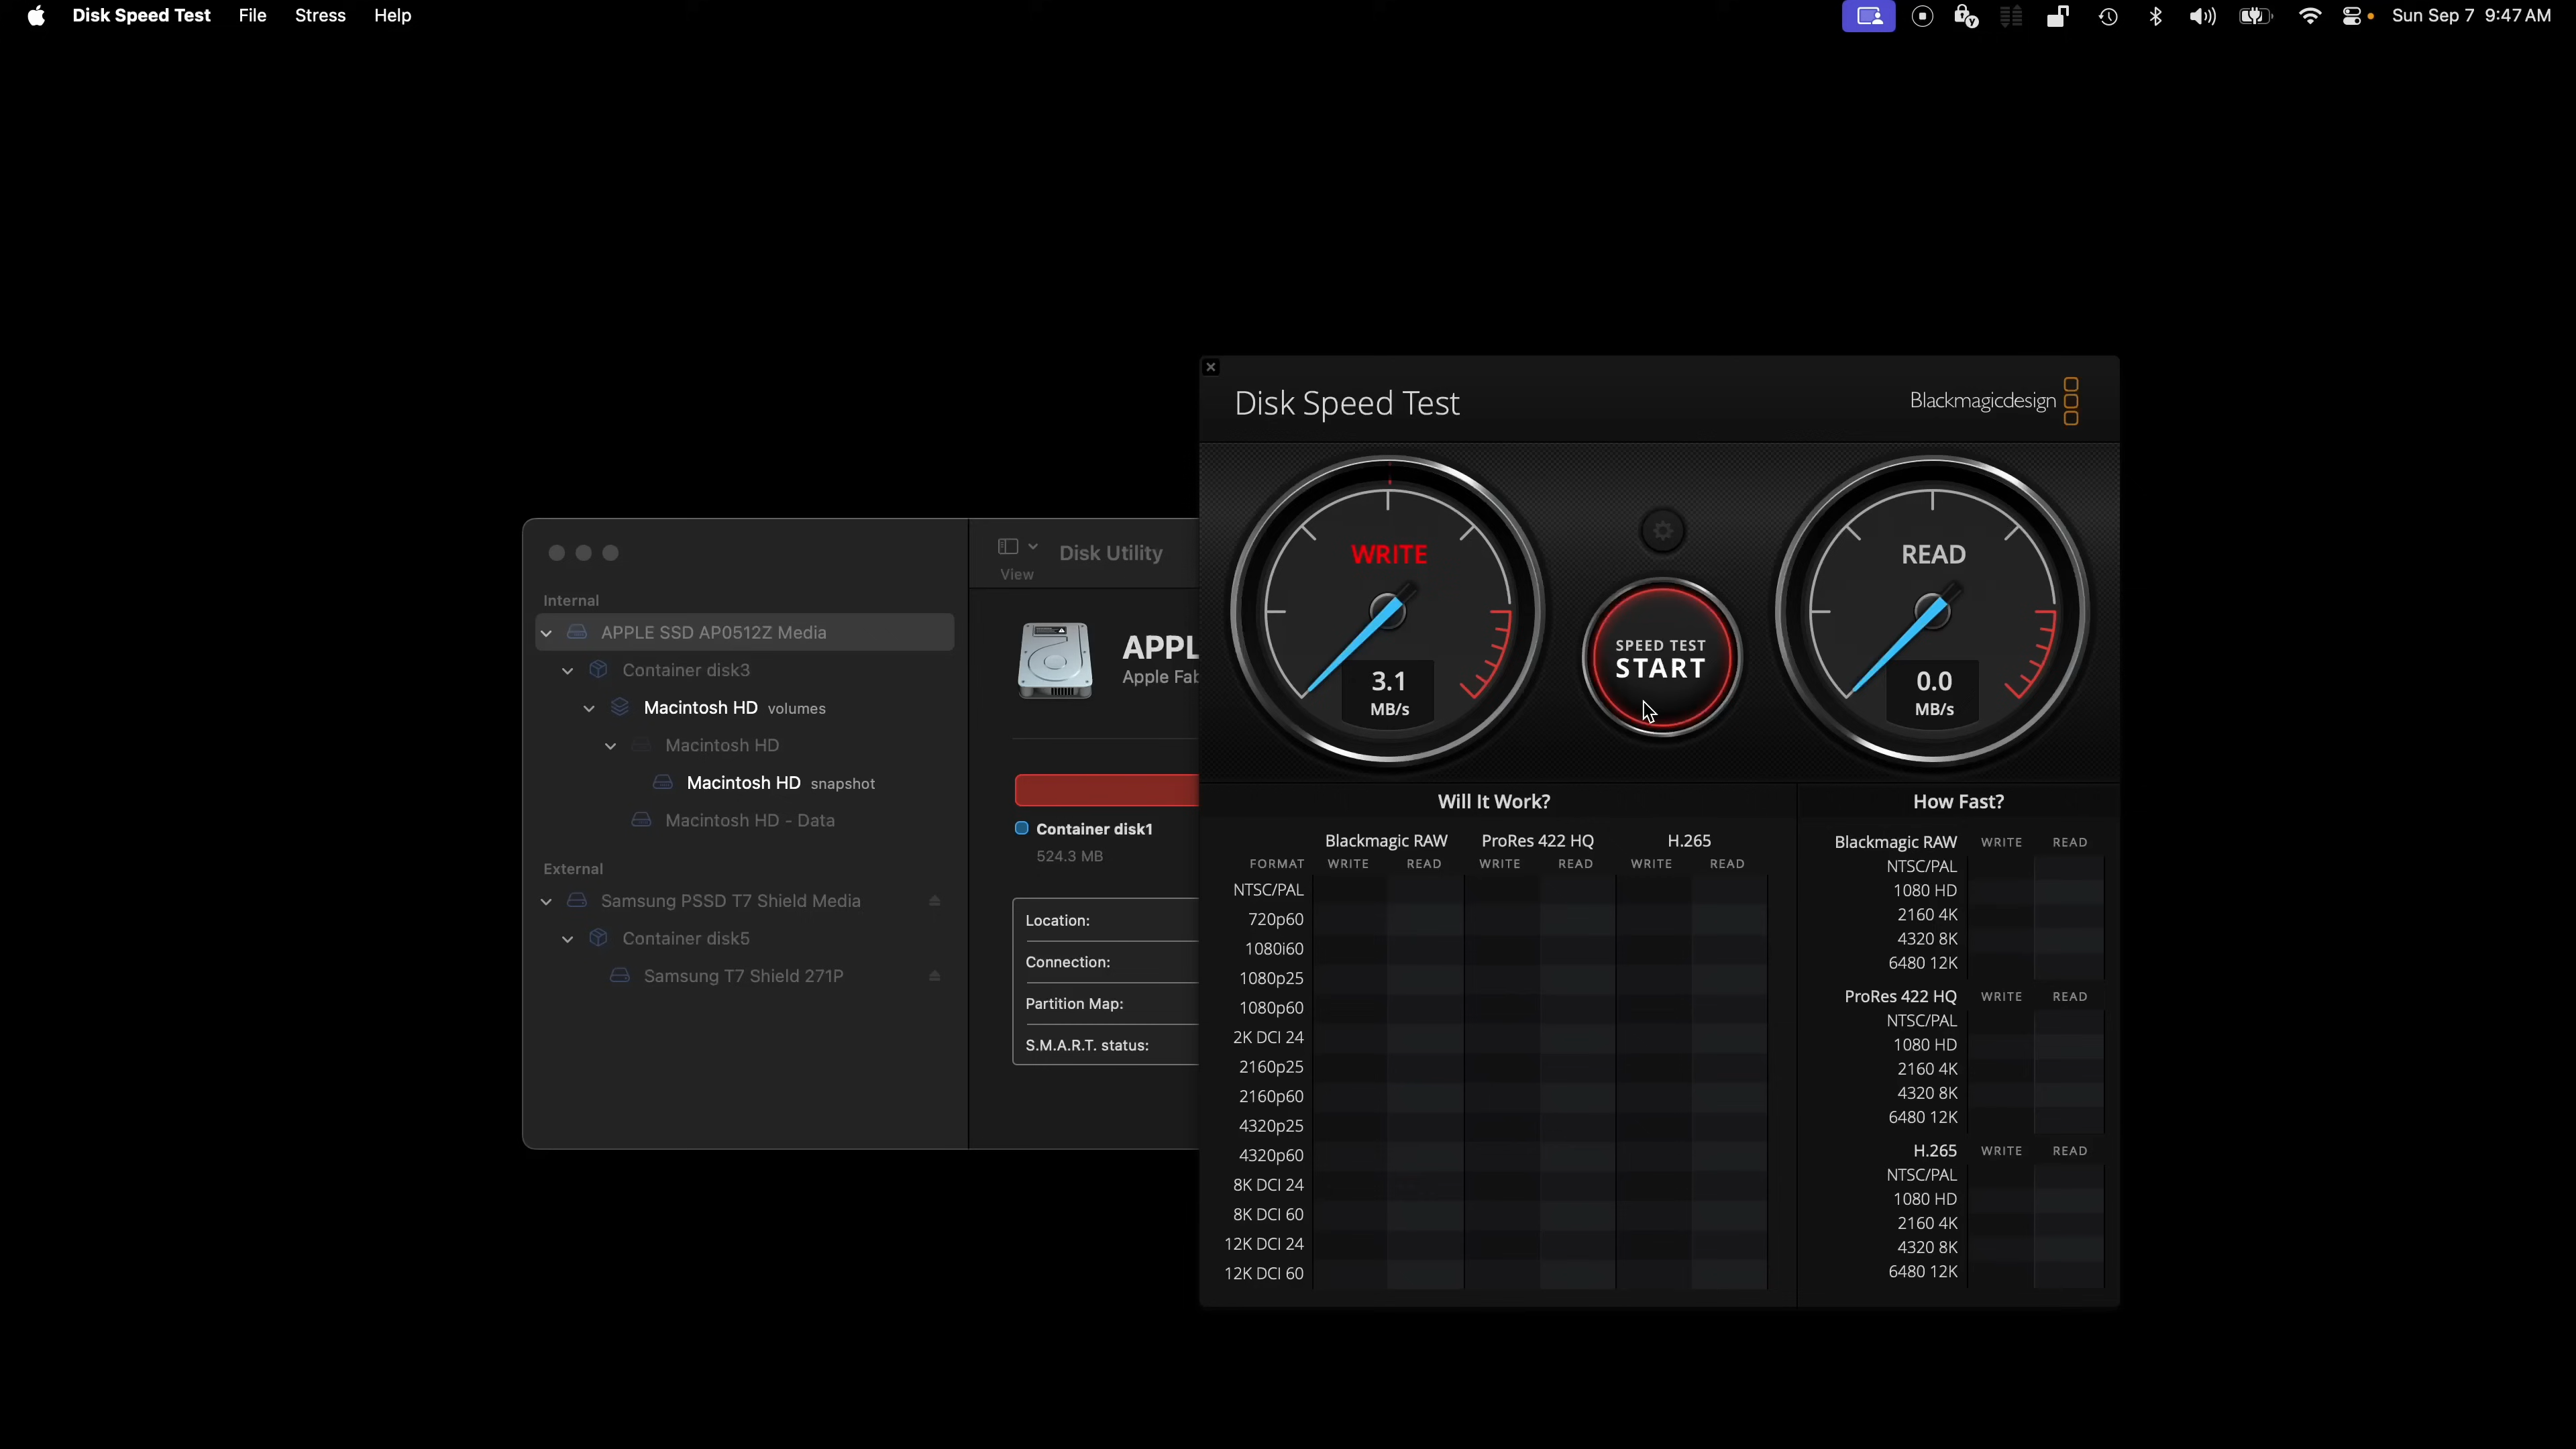 Disk Speed Test File Stress Help Sun Sep 7 9:47 AM
Disk Utility
View
Internal
APPLE SSD AP0512Z Media
Container disk3
Macintosh HD volumes
Macintosh HD
Macintosh HD snapshot
Macintosh HD - Data
External
Samsung PSSD T7 Shield Media
Container disk5
Samsung T7 Shield 271P
APPL
Apple Fab
Container disk1
524.3 MB
Location:
Connection:
Partition Map:
S.M.A.R.T. status:
Disk Speed Test
Blackmagicdesign
WRITE
3.1
MB/s
SPEED TEST
START
READ
0.0
MB/s
Will It Work?
Blackmagic RAW ProRes 422 HQ H.265
FORMAT WRITE READ WRITE READ WRITE READ
NTSC/PAL
720p60
1080i60
1080p25
1080p60
2K DCI 24
2160p25
2160p60
4320p25
4320p60
8K DCI 24
8K DCI 60
12K DCI 24
12K DCI 60
How Fast?
Blackmagic RAW WRITE READ
NTSC/PAL
1080 HD
2160 4K
4320 8K
6480 12K
ProRes 422 HQ WRITE READ
NTSC/PAL
1080 HD
2160 4K
4320 8K
6480 12K
H.265 WRITE READ
NTSC/PAL
1080 HD
2160 4K
4320 8K
6480 12K